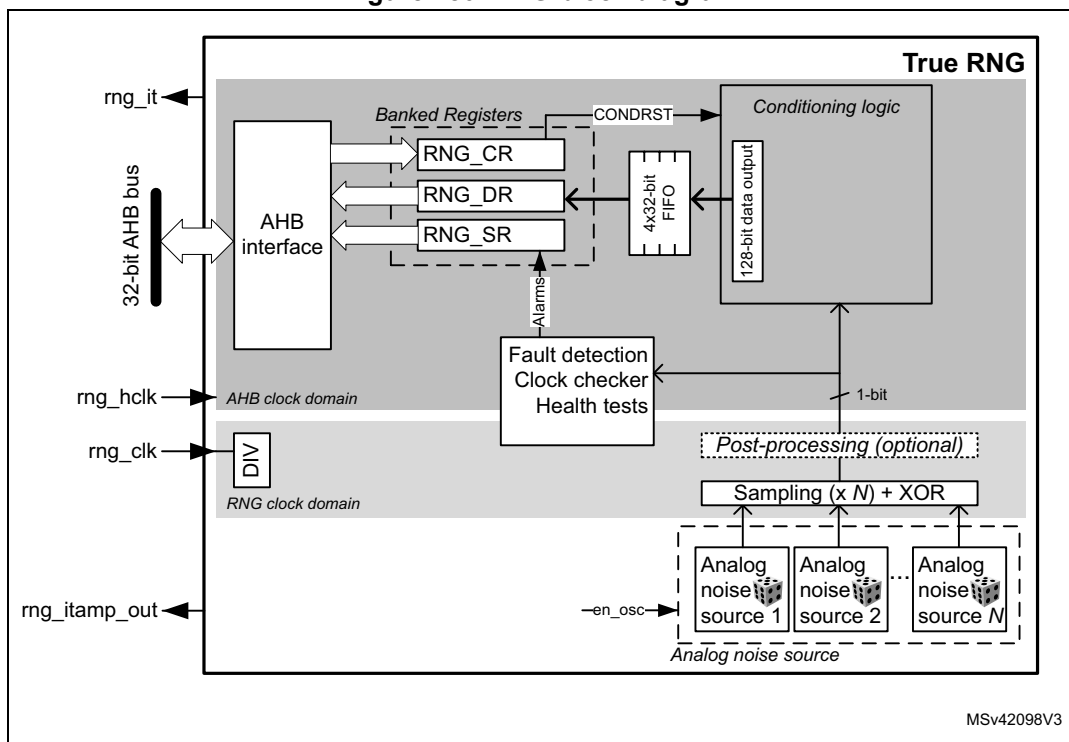 True RNG
rng_it
Banked Registers
CONDRST
Conditioning logic
RNG_CR
RNG_DR
RNG_SR
AHB
interface
32-bit AHB bus
4x32-bit
FIFO
128-bit data output
Alarms
Fault detection
Clock checker
Health tests
1-bit
rng_hclk
AHB clock domain
rng_clk
DIV
RNG clock domain
Post-processing (optional)
Sampling (x N) + XOR
Analog
noise
source 1
Analog
noise
source 2
...
Analog
noise
source N
en_osc
rng_itamp_out
Analog noise source
MSv42098V3